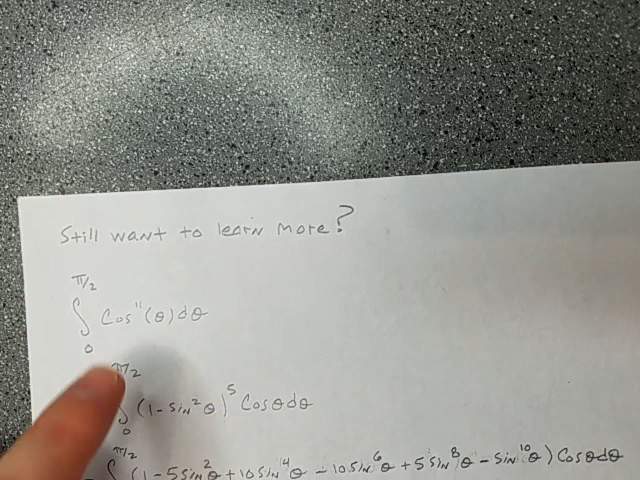 Still want to learn more?
π/2
∫ Cos¹¹(θ)dθ
0
π/2
∫ (1-sin²θ)⁵ Cosθdθ
0
π/2
∫ (1-5sin²θ+10sin⁴θ-10sin⁶θ+5sin⁸θ-sin¹⁰θ) Cosθdθ